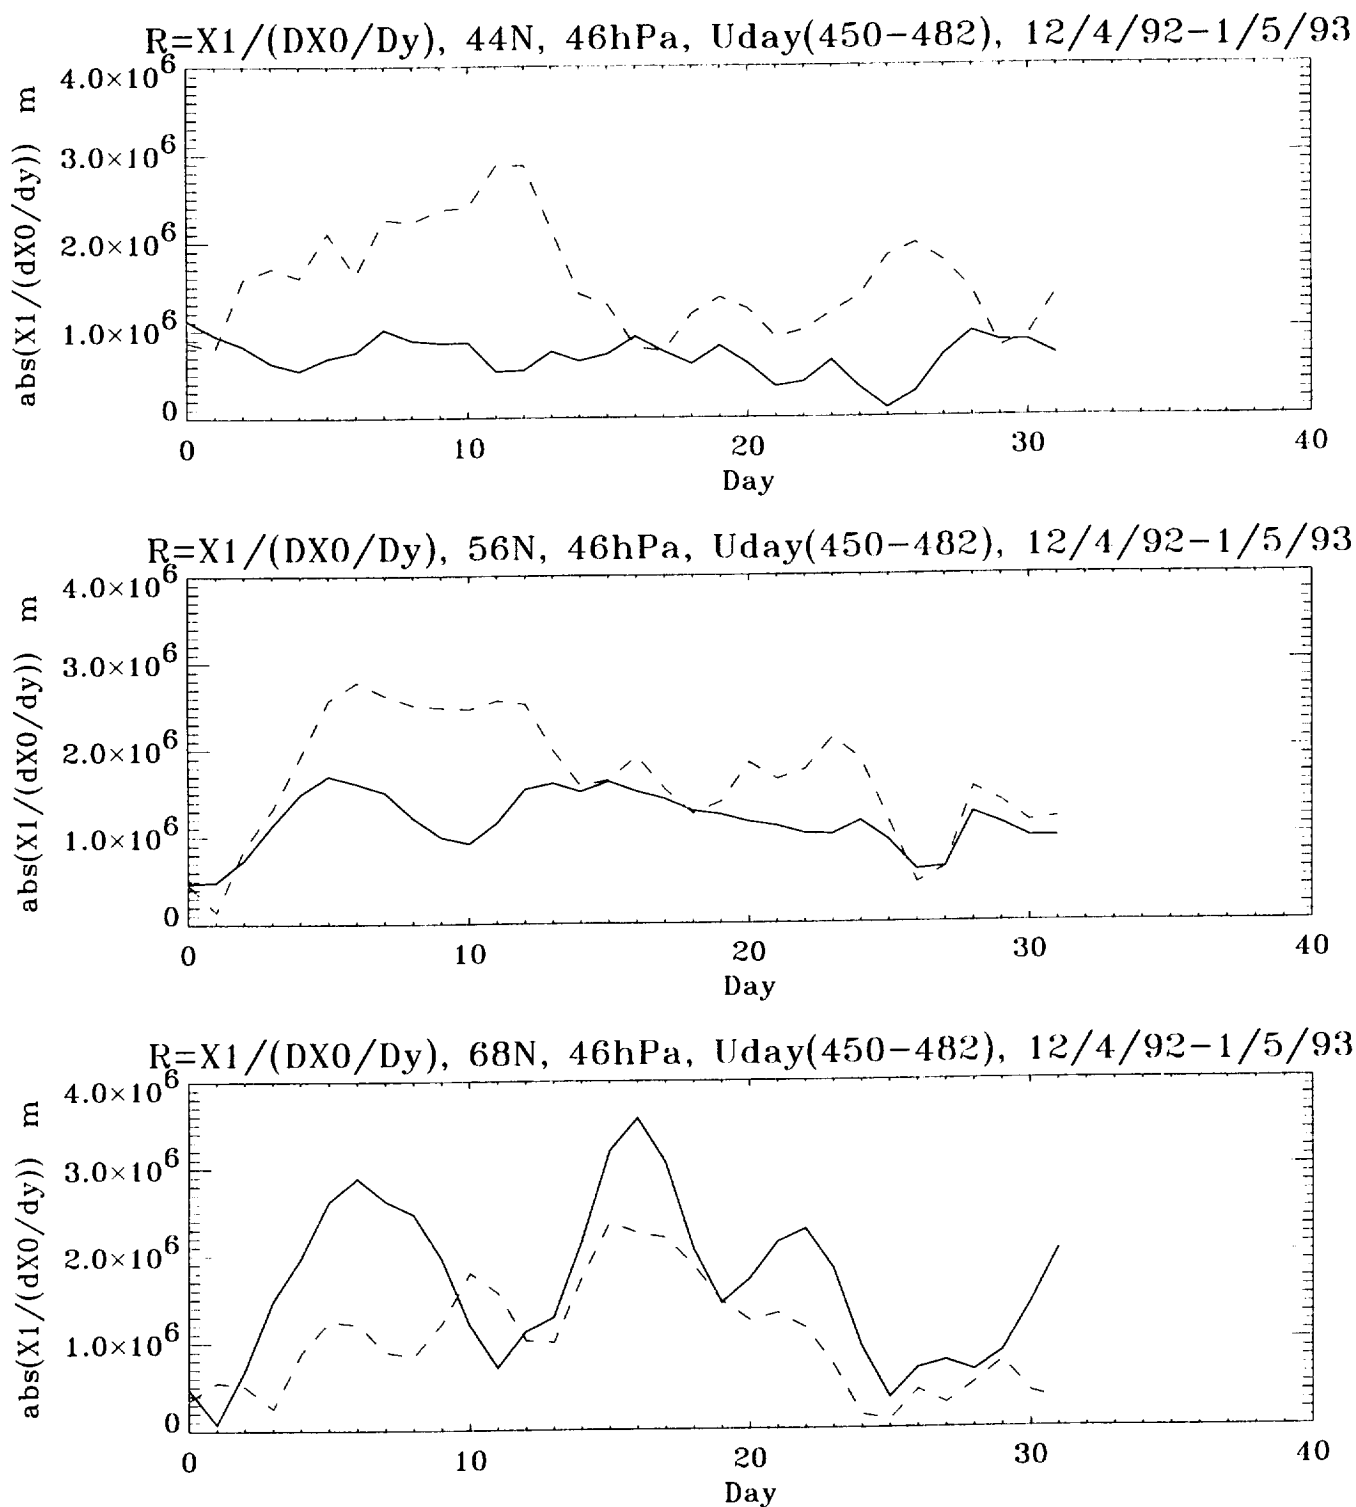 R=X1/(DX0/Dy), 44N, 46hPa, Uday(450-482), 12/4/92-1/5/93
abs(X1/(dX0/dy)) m
4.0×10⁶
3.0×10⁶
2.0×10⁶
1.0×10⁶
0
0 10 20 30 40
Day
R=X1/(DX0/Dy), 56N, 46hPa, Uday(450-482), 12/4/92-1/5/93
abs(X1/(dX0/dy)) m
4.0×10⁶
3.0×10⁶
2.0×10⁶
1.0×10⁶
0
0 10 20 30 40
Day
R=X1/(DX0/Dy), 68N, 46hPa, Uday(450-482), 12/4/92-1/5/93
abs(X1/(dX0/dy)) m
4.0×10⁶
3.0×10⁶
2.0×10⁶
1.0×10⁶
0
0 10 20 30 40
Day